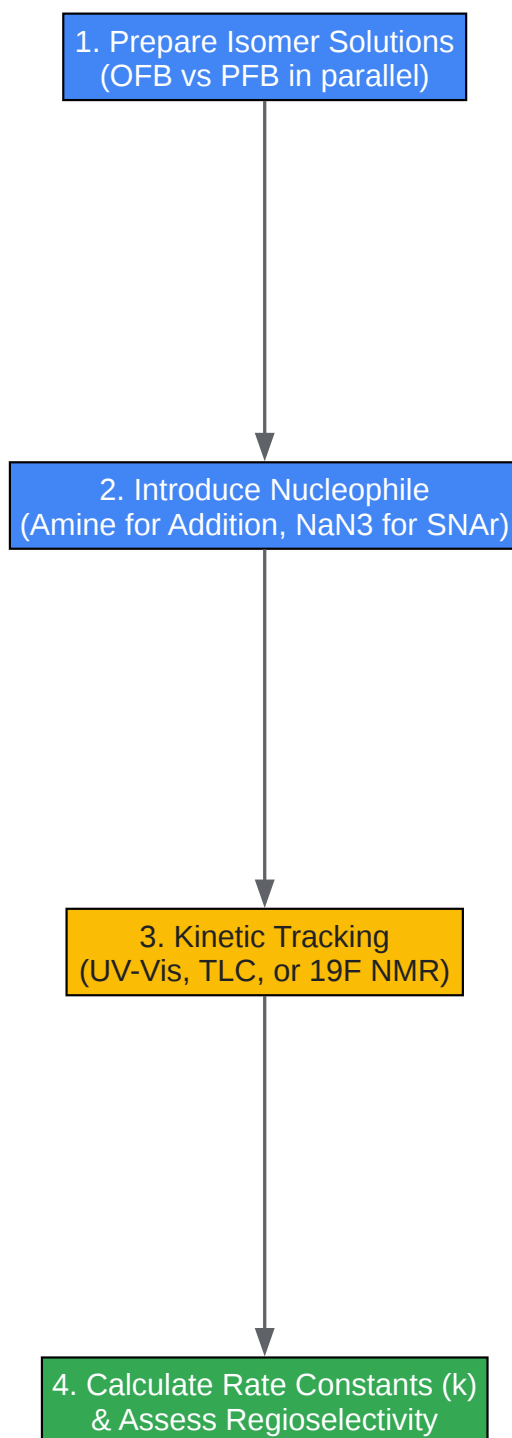 1. Prepare Isomer Solutions
(OFB vs PFB in parallel)
2. Introduce Nucleophile
(Amine for Addition, NaN3 for SNAr)
3. Kinetic Tracking
(UV-Vis, TLC, or 19F NMR)
4. Calculate Rate Constants (k)
& Assess Regioselectivity